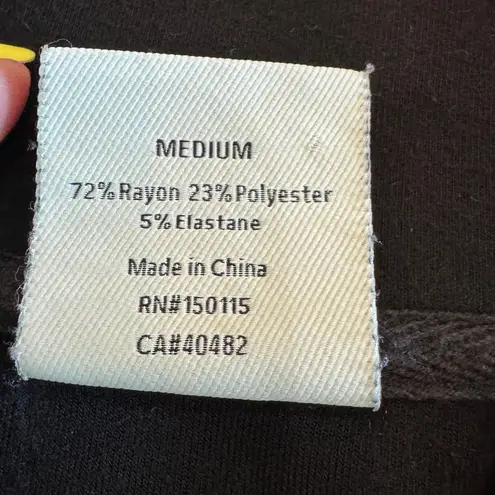 MEDIUM
72% Rayon 23% Polyester
5% Elastane
Made in China
RN#150115
CA#40482